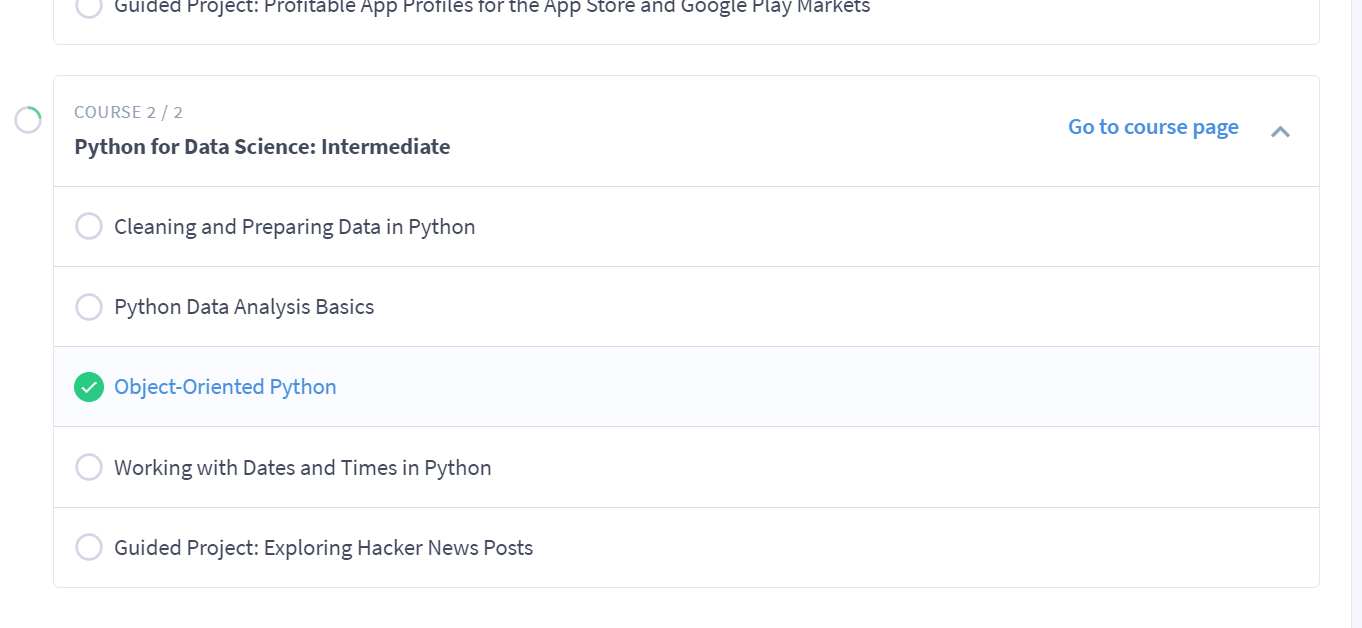 Guided Project: Profitable App Profiles for the App Store and Google Play Markets
COURSE 2 / 2
Python for Data Science: Intermediate
Go to course page
Cleaning and Preparing Data in Python
Python Data Analysis Basics
Object-Oriented Python
Working with Dates and Times in Python
Guided Project: Exploring Hacker News Posts